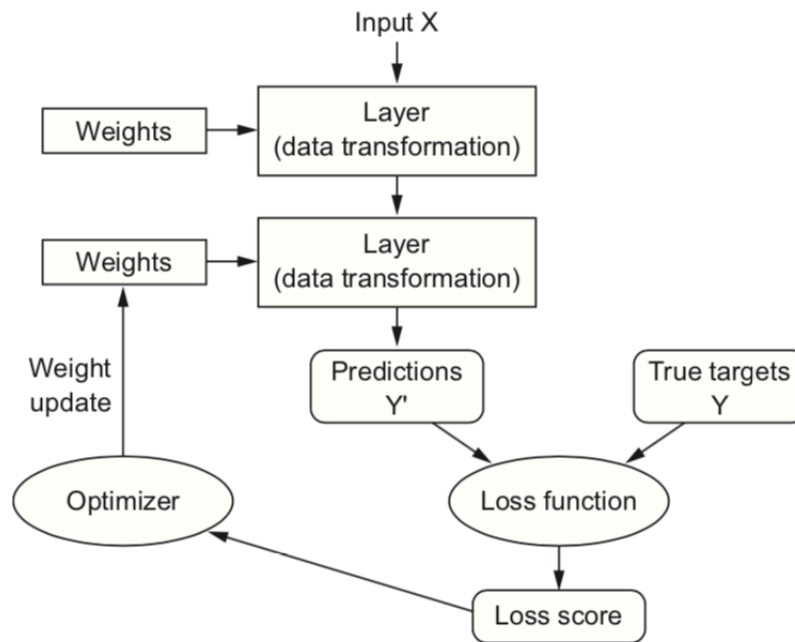 Input X
Weights
Layer
(data transformation)
Weights
Layer
(data transformation)
Weight
update
Predictions
Y'
True targets
Y
Optimizer
Loss function
Loss score